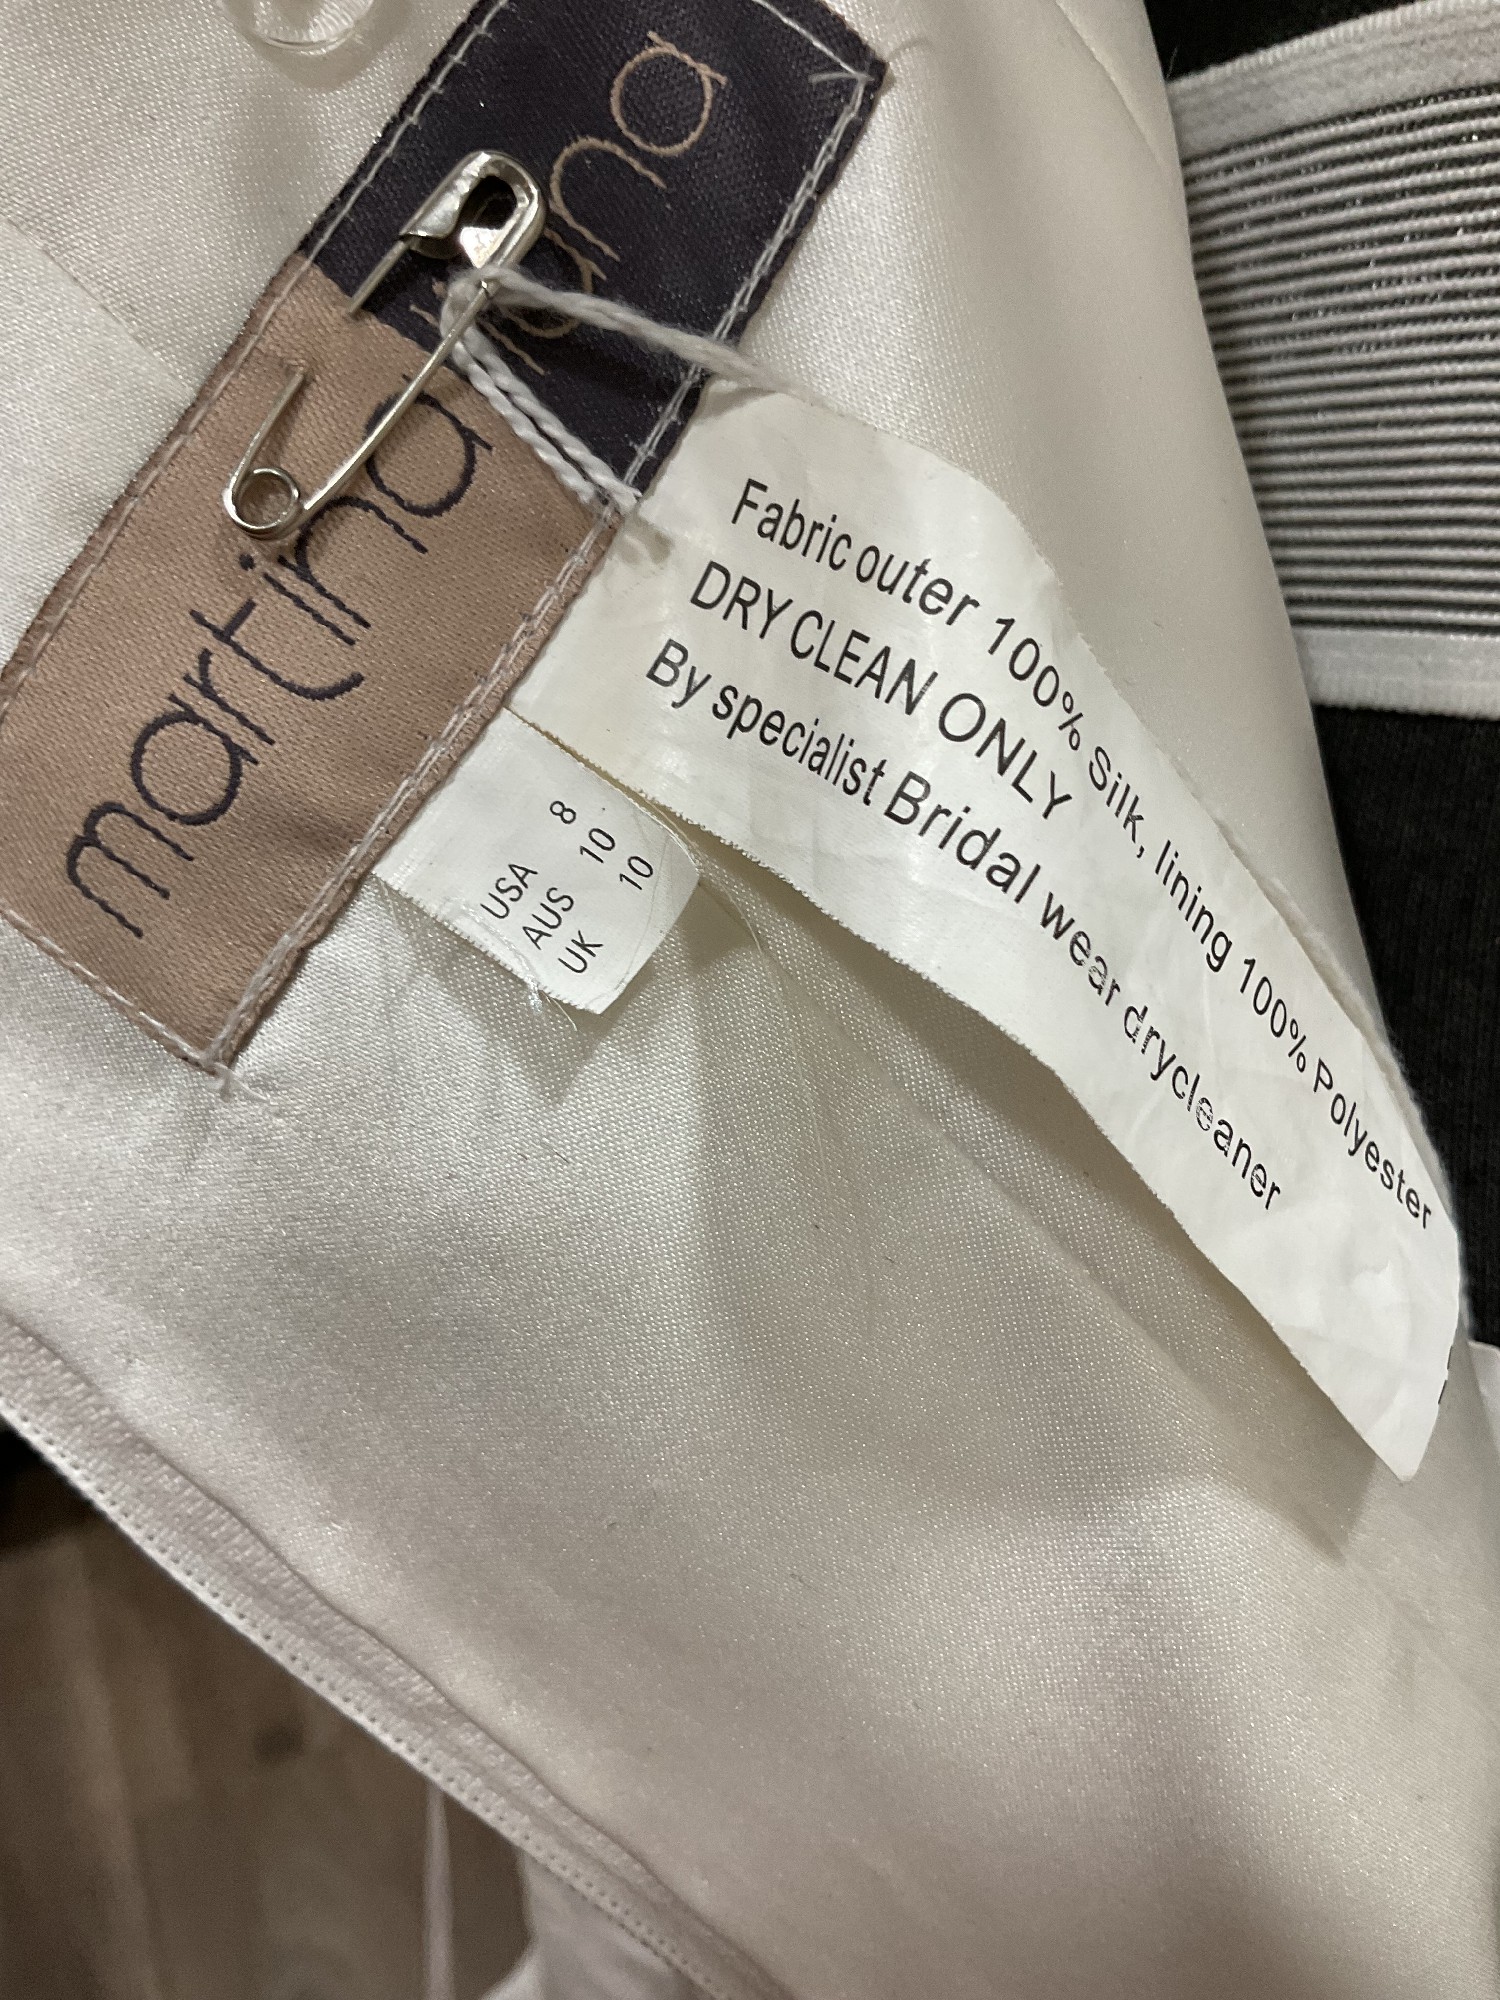 martina
liana
Fabric outer 100% Silk, lining 100% Polyester
DRY CLEAN ONLY
By specialist Bridal wear drycleaner
USA 8
AUS 10
UK 10